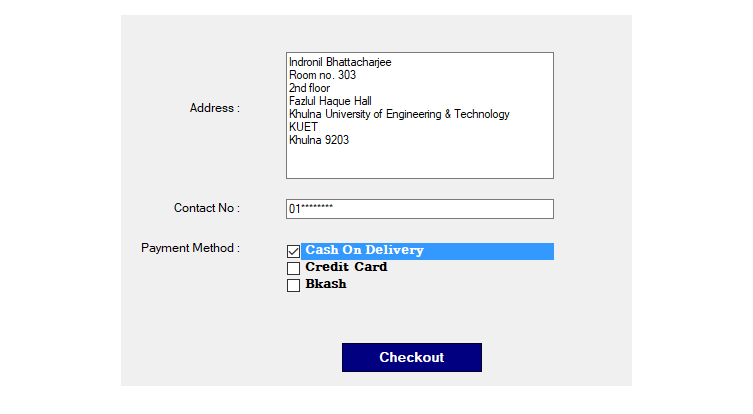 Address :
Indronil Bhattacharjee
Room no. 303
2nd floor
Fazlul Haque Hall
Khulna University of Engineering & Technology
KUET
Khulna 9203
Contact No :
01********
Payment Method :
Cash On Delivery
Credit Card
Bkash
Checkout